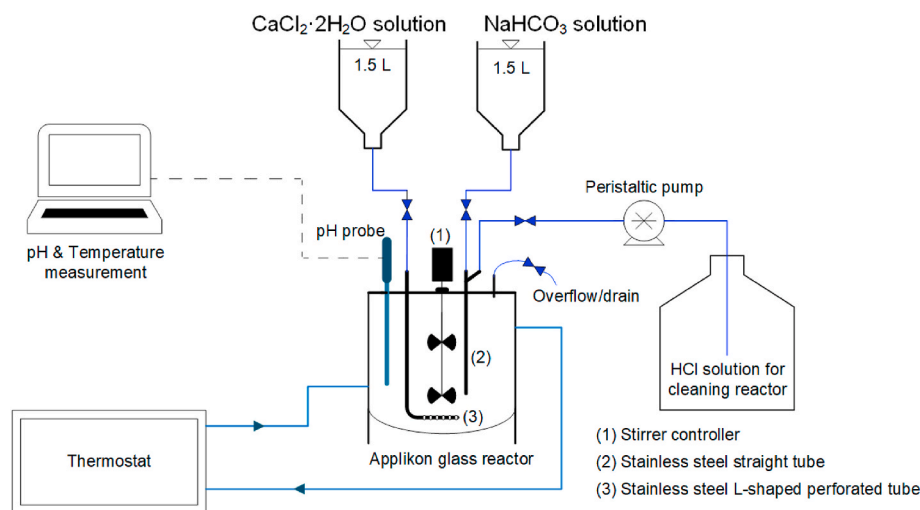 CaCl₂·2H₂O solution
NaHCO₃ solution
1.5 L
1.5 L
Peristaltic pump
pH probe
(1)
pH & Temperature
measurement
Overflow/drain
(2)
HCl solution for
cleaning reactor
(3)
Thermostat
Applikon glass reactor
(1) Stirrer controller
(2) Stainless steel straight tube
(3) Stainless steel L-shaped perforated tube